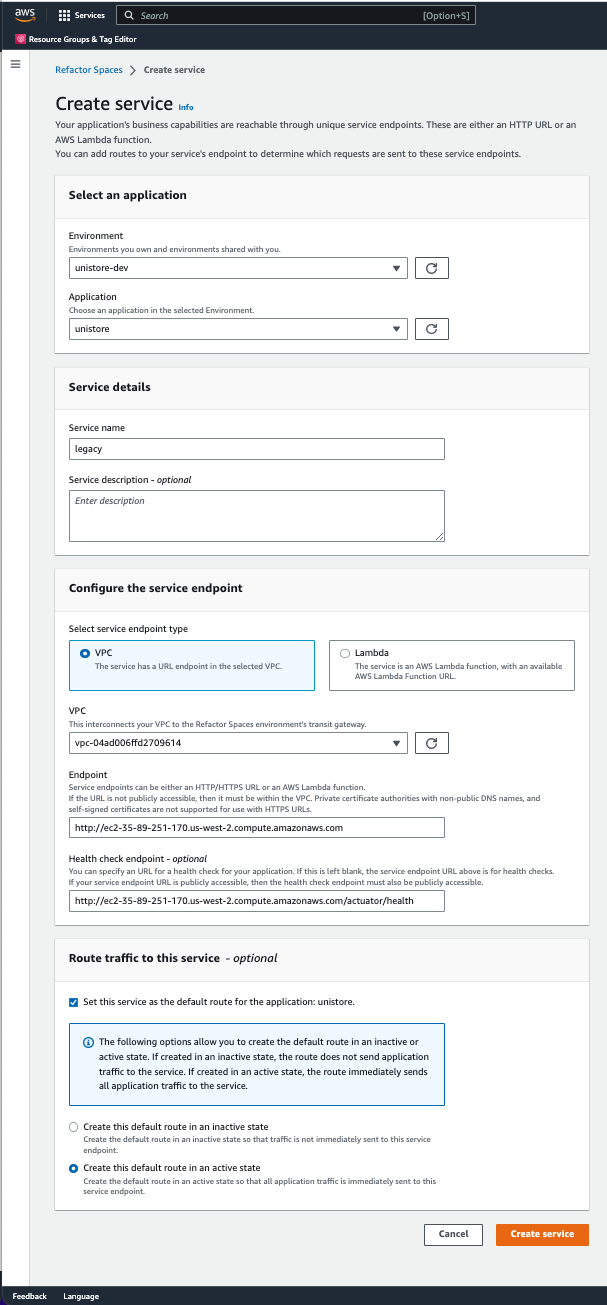 aws
Services
Search
[Option+S]
Resource Groups & Tag Editor
Refactor Spaces > Create service
Create service Info
Your application's business capabilities are reachable through unique service endpoints. These are either an HTTP URL or an
AWS Lambda function.
You can add routes to your service's endpoint to determine which requests are sent to these service endpoints.
Select an application
Environment
Environments you own and environments shared with you.
unistore-dev
Application
Choose an application in the selected Environment.
unistore
Service details
Service name
legacy
Service description - optional
Enter description
Configure the service endpoint
Select service endpoint type
VPC
The service has a URL endpoint in the selected VPC.
Lambda
The service is an AWS Lambda function, with an available
AWS Lambda Function URL.
VPC
This interconnects your VPC to the Refactor Spaces environment's transit gateway.
vpc-04ad006ffd2709614
Endpoint
Service endpoints can be either an HTTP/HTTPS URL or an AWS Lambda function.
If the URL is not publicly accessible, then it must be within the VPC. Private certificate authorities with non-public DNS names, and
self-signed certificates are not supported for use with HTTPS URLs.
http://ec2-35-89-251-170.us-west-2.compute.amazonaws.com
Health check endpoint - optional
You can specify an URL for a health check for your application. If this is left blank, the service endpoint URL above is for health checks.
If your service endpoint URL is publicly accessible, then the health check endpoint must also be publicly accessible.
http://ec2-35-89-251-170.us-west-2.compute.amazonaws.com/actuator/health
Route traffic to this service - optional
Set this service as the default route for the application: unistore.
The following options allow you to create the default route in an inactive or
active state. If created in an inactive state, the route does not send application
traffic to the service. If created in an active state, the route immediately sends
all application traffic to the service.
Create this default route in an inactive state
Create the default route in an inactive state so that traffic is not immediately sent to this service
endpoint.
Create this default route in an active state
Create the default route in an active state so that all application traffic is immediately sent to this
service endpoint.
Cancel
Create service
Feedback
Language